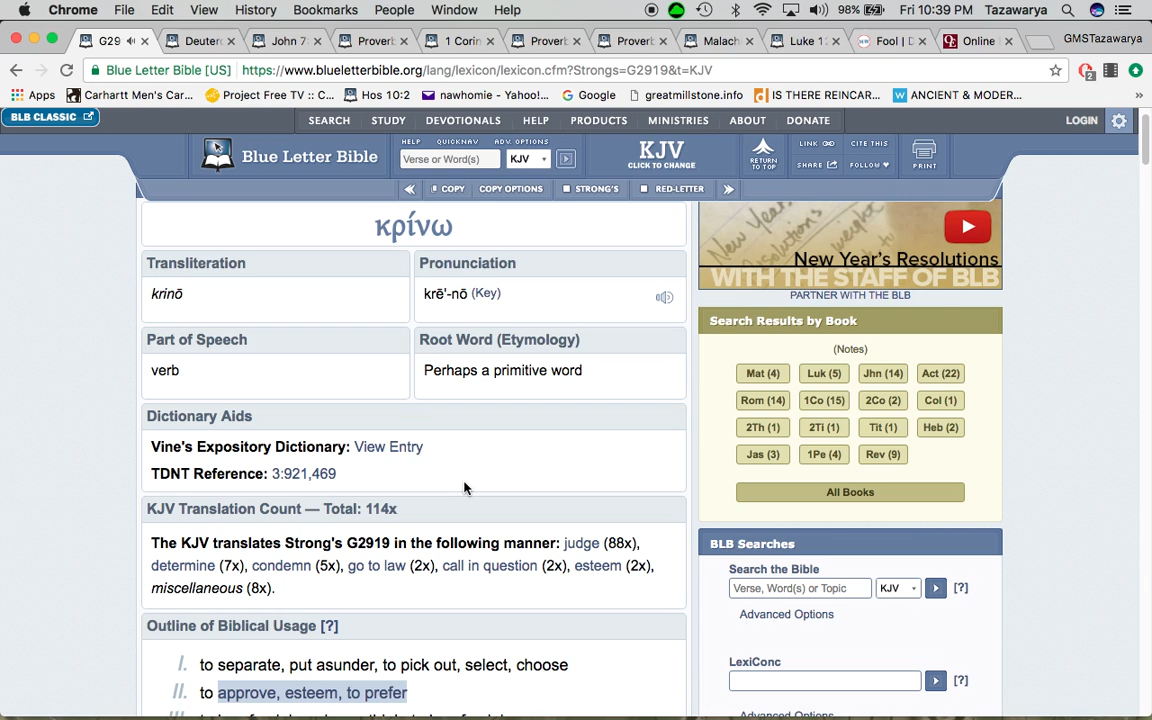 Chrome File Edit View History Bookmarks People Window Help 98% Fri 10:39 PM Tazawarya
G29 Deuter John 7 Proverb 1 Corin Proverb Proverb Malach Luke 1 Fool | D Online GMSTazawarya
Blue Letter Bible [US] https://www.blueletterbible.org/lang/lexicon/lexicon.cfm?Strongs=G2919&t=KJV
Apps Carhartt Men's Car... Project Free TV :: C... Hos 10:2 nawhomie - Yahoo!... Google greatmillstone.info IS THERE REINCAR... ANCIENT & MODER... »
BLB CLASSIC SEARCH STUDY DEVOTIONALS HELP PRODUCTS MINISTRIES ABOUT DONATE LOGIN
HELP QUICKNAV ADV. OPTIONS
Blue Letter Bible Verse or Word(s) KJV
KJV
CLICK TO CHANGE
RETURN TO TOP
LINK CITE THIS
SHARE FOLLOW
PRINT
COPY COPY OPTIONS STRONG'S RED-LETTER
κρίνω
Transliteration Pronunciation
krinō krē'-nō (Key)
Part of Speech Root Word (Etymology)
verb Perhaps a primitive word
Dictionary Aids
Vine's Expository Dictionary: View Entry
TDNT Reference: 3:921,469
KJV Translation Count — Total: 114x
The KJV translates Strong's G2919 in the following manner: judge (88x),
determine (7x), condemn (5x), go to law (2x), call in question (2x), esteem (2x),
miscellaneous (8x).
Outline of Biblical Usage [?]
I. to separate, put asunder, to pick out, select, choose
II. to approve, esteem, to prefer
New Year's Resolutions
WITH THE STAFF OF BLB
PARTNER WITH THE BLB
Search Results by Book
(Notes)
Mat (4) Luk (5) Jhn (14) Act (22)
Rom (14) 1Co (15) 2Co (2) Col (1)
2Th (1) 2Ti (1) Tit (1) Heb (2)
Jas (3) 1Pe (4) Rev (9)
All Books
BLB Searches
Search the Bible
Verse, Word(s) or Topic KJV [?]
Advanced Options
LexiConc
[?]
Advanced Options